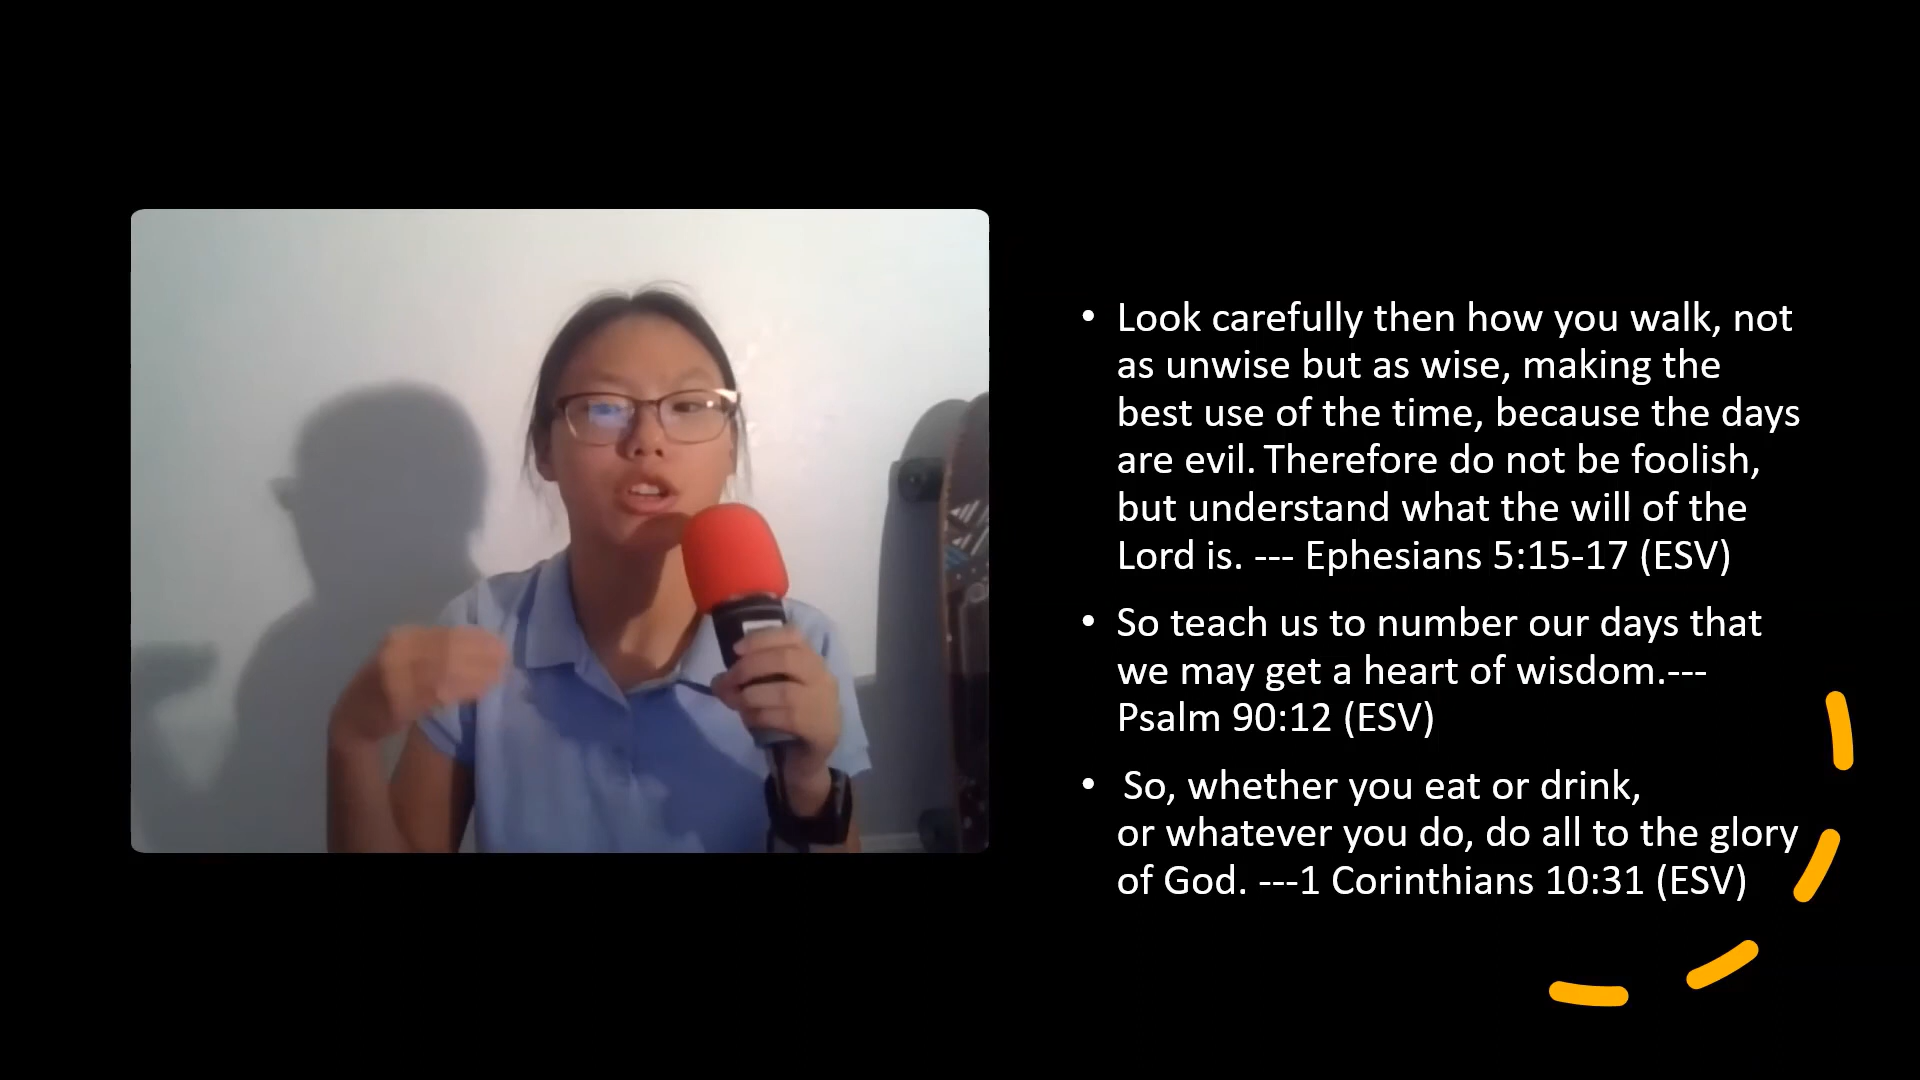 • Look carefully then how you walk, not
as unwise but as wise, making the
best use of the time, because the days
are evil. Therefore do not be foolish,
but understand what the will of the
Lord is. --- Ephesians 5:15-17 (ESV)
• So teach us to number our days that
we may get a heart of wisdom.---
Psalm 90:12 (ESV)
• So, whether you eat or drink,
or whatever you do, do all to the glory
of God. ---1 Corinthians 10:31 (ESV)